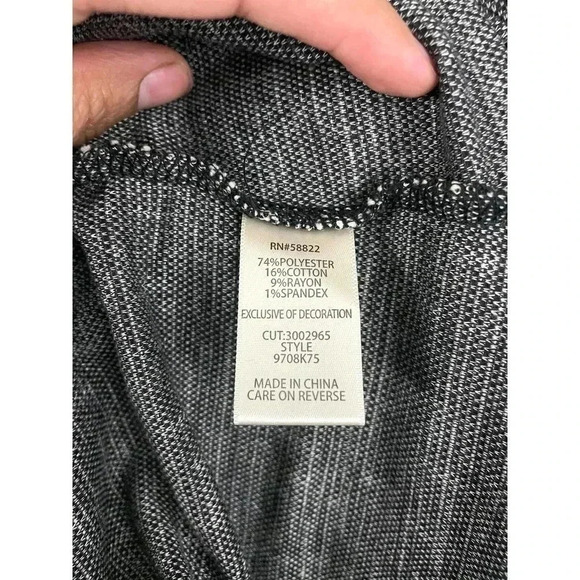 RN#58822
74%POLYESTER
16%COTTON
9%RAYON
1%SPANDEX
EXCLUSIVE OF DECORATION
CUT:3002965
STYLE
9708K75
MADE IN CHINA
CARE ON REVERSE